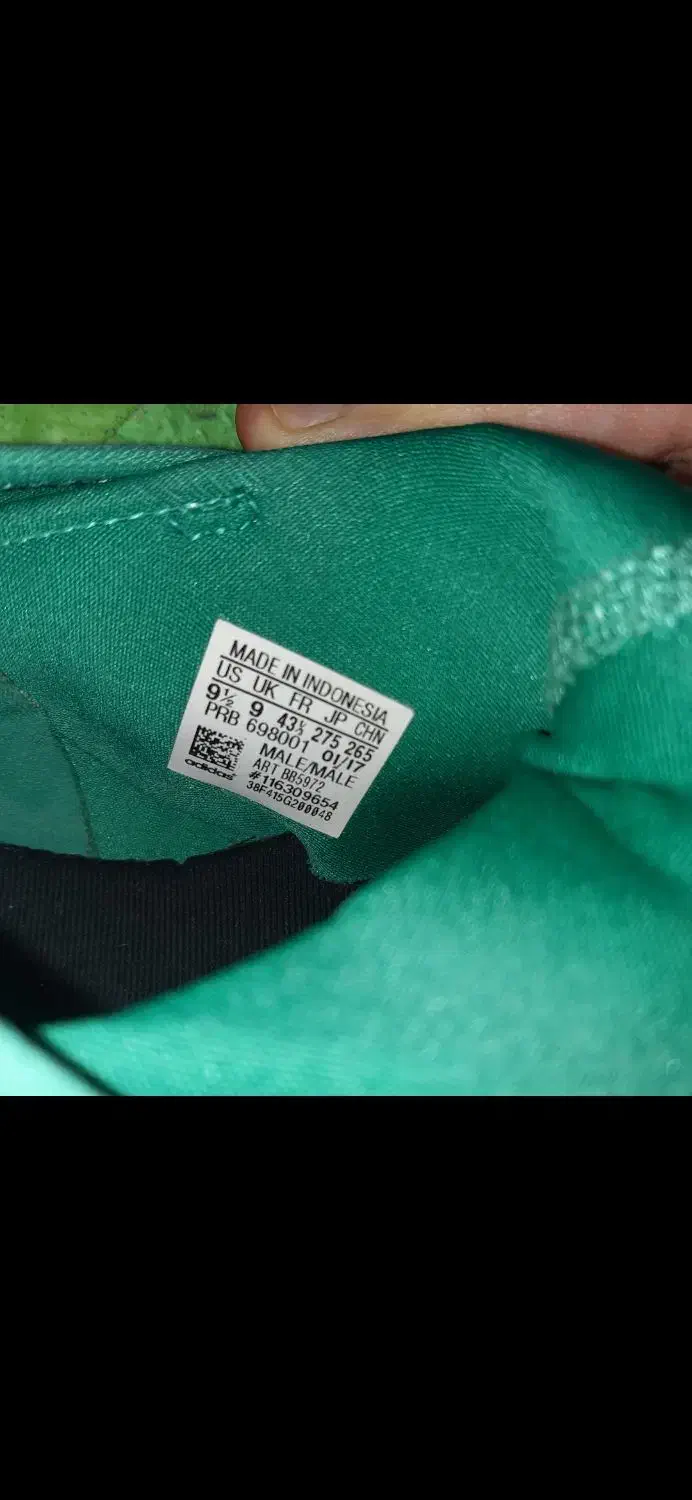 MADE IN INDONESIA
US UK FR JP CHN
9½ 9 43⅓ 275 265
PRB 698001 01/17
MALE/MALE
ART BB5972
#116309654
adidas
38F415G200048